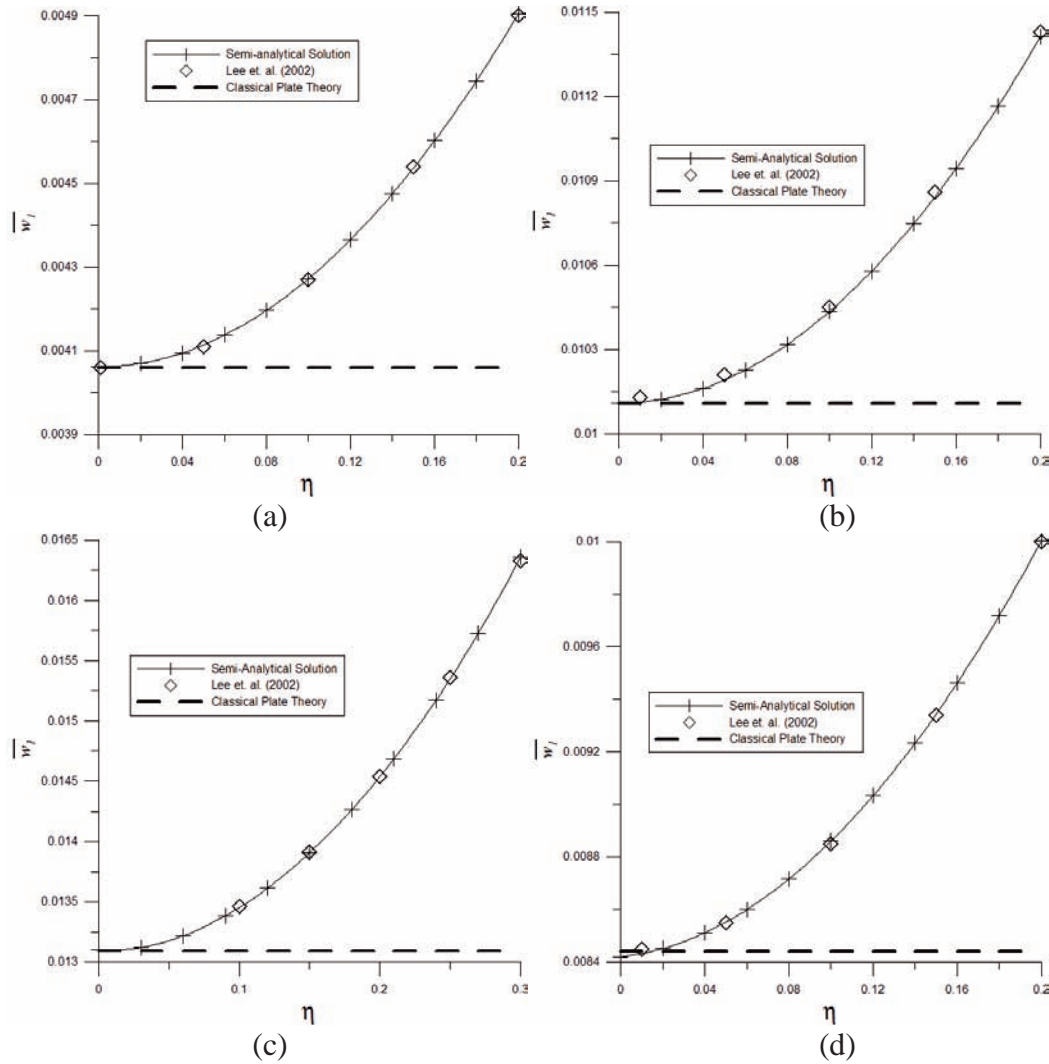 0.0049
0.0047
0.0045
0.0043
0.0041
0.0039
w̅₁
Semi-analytical Solution
Lee et. al. (2002)
Classical Plate Theory
0 0.04 0.08 0.12 0.16 0.2
η
(a)
0.0115
0.0112
0.0109
0.0106
0.0103
0.01
w̅₁
Semi-Analytical Solution
Lee et. al. (2002)
Classical Plate Theory
0 0.04 0.08 0.12 0.16 0.2
η
(b)
0.0165
0.016
0.0155
0.015
0.0145
0.014
0.0135
0.013
w̅₁
Semi-Analytical Solution
Lee et. al. (2002)
Classical Plate Theory
0 0.1 0.2 0.3
η
(c)
0.01
0.0096
0.0092
0.0088
0.0084
w̅₁
Semi-Analytical Solution
Lee et. al. (2002)
Classical Plate Theory
0 0.04 0.08 0.12 0.16 0.2
η
(d)